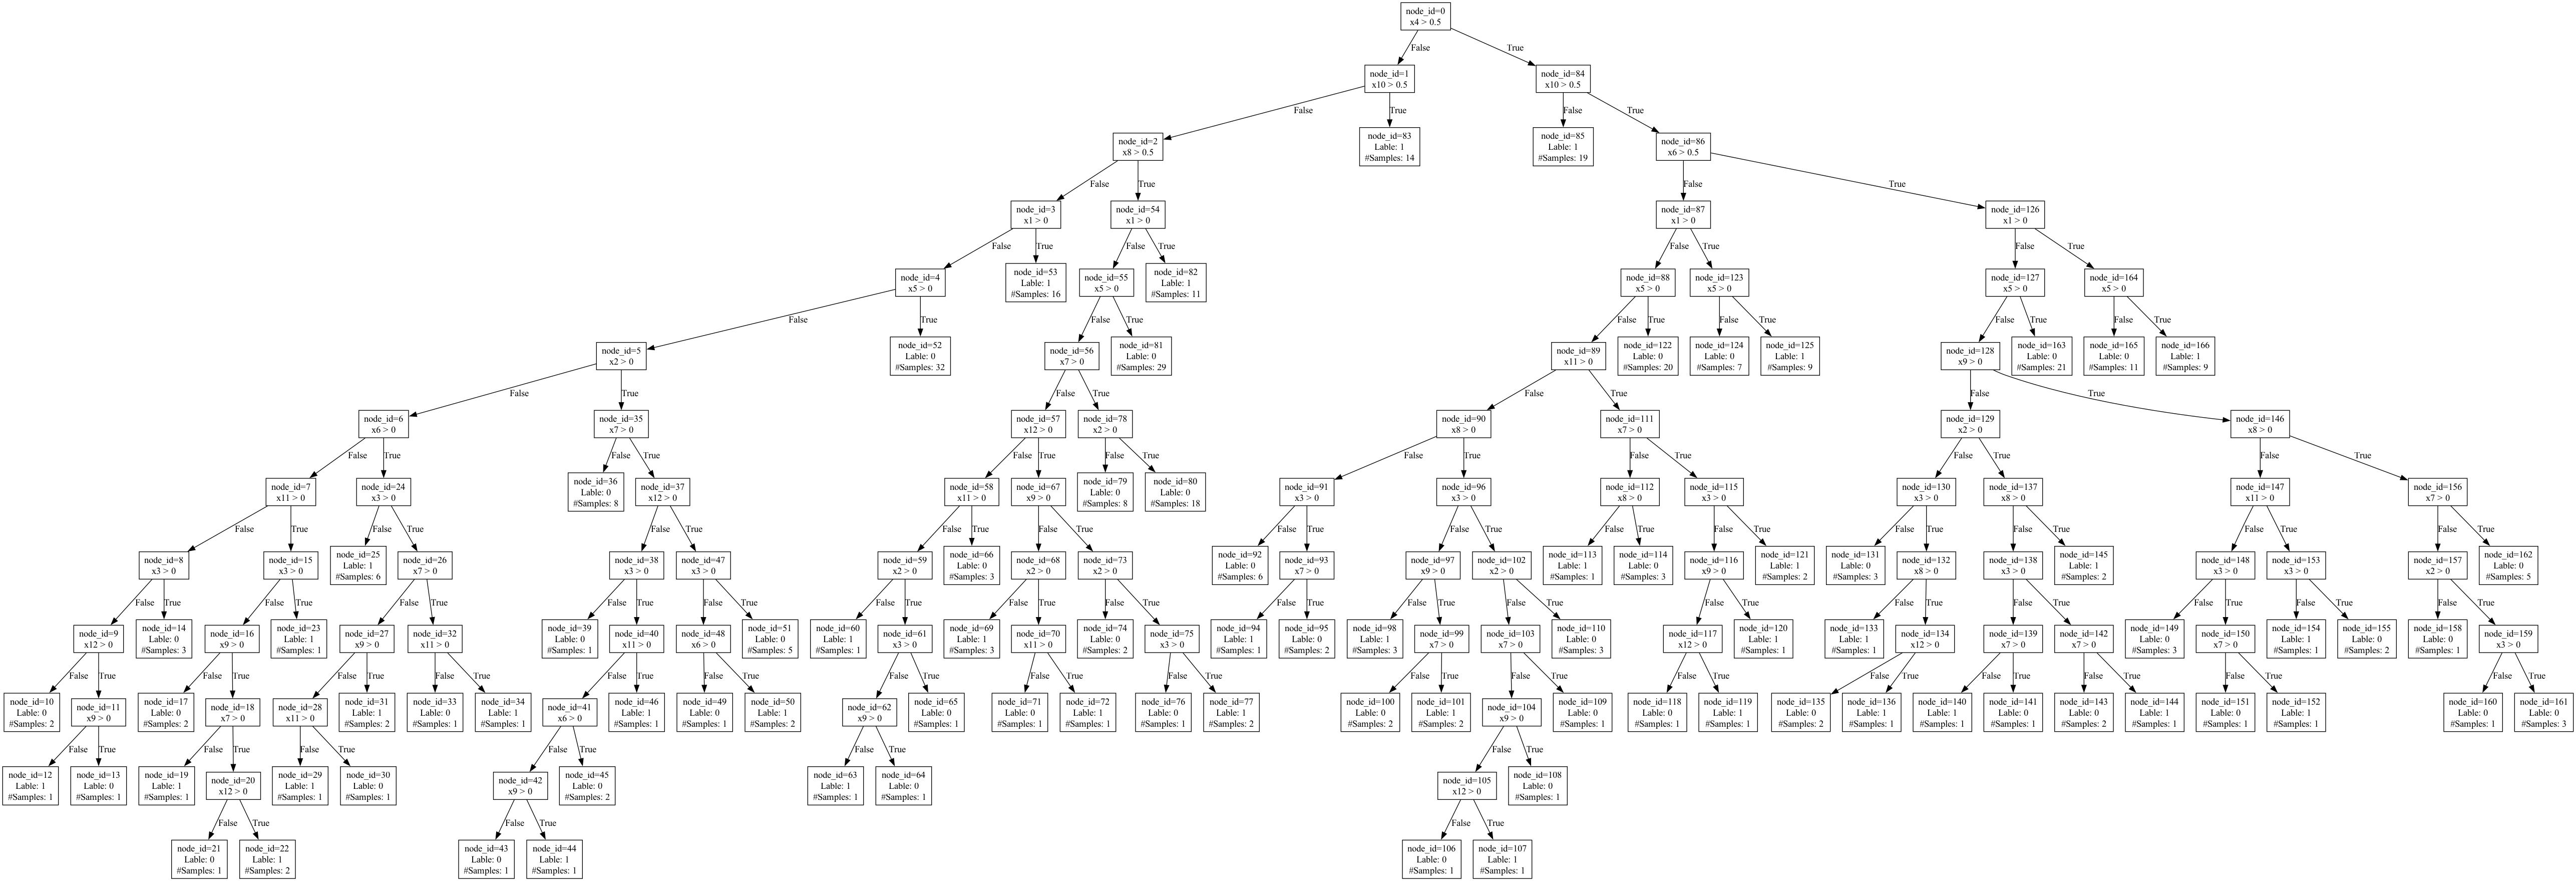 node_id=0
x4 > 0.5
False
True
node_id=1
x10 > 0.5
node_id=84
x10 > 0.5
False
True
False
True
node_id=2
x8 > 0.5
node_id=83
Lable: 1
#Samples: 14
node_id=85
Lable: 1
#Samples: 19
node_id=86
x6 > 0.5
False
True
False
True
node_id=3
x1 > 0
node_id=54
x1 > 0
node_id=87
x1 > 0
node_id=126
x1 > 0
False
True
False
True
False
True
False
True
node_id=4
x5 > 0
node_id=53
Lable: 1
#Samples: 16
node_id=55
x5 > 0
node_id=82
Lable: 1
#Samples: 11
node_id=88
x5 > 0
node_id=123
x5 > 0
node_id=127
x5 > 0
node_id=164
x5 > 0
False
True
False
True
False
True
False
True
False
True
False
True
node_id=5
x2 > 0
node_id=52
Lable: 0
#Samples: 32
node_id=56
x7 > 0
node_id=81
Lable: 0
#Samples: 29
node_id=89
x11 > 0
node_id=122
Lable: 0
#Samples: 20
node_id=124
Lable: 0
#Samples: 7
node_id=125
Lable: 1
#Samples: 9
node_id=128
x9 > 0
node_id=163
Lable: 0
#Samples: 21
node_id=165
Lable: 0
#Samples: 11
node_id=166
Lable: 1
#Samples: 9
False
True
False
True
False
True
False
True
node_id=6
x6 > 0
node_id=35
x7 > 0
node_id=57
x12 > 0
node_id=78
x2 > 0
node_id=90
x8 > 0
node_id=111
x7 > 0
node_id=129
x2 > 0
node_id=146
x8 > 0
False
True
False
True
False
True
False
True
False
True
False
True
False
True
False
True
node_id=7
x11 > 0
node_id=24
x3 > 0
node_id=36
Lable: 0
#Samples: 8
node_id=37
x12 > 0
node_id=58
x11 > 0
node_id=67
x9 > 0
node_id=79
Lable: 0
#Samples: 8
node_id=80
Lable: 0
#Samples: 18
node_id=91
x3 > 0
node_id=96
x3 > 0
node_id=112
x8 > 0
node_id=115
x3 > 0
node_id=130
x3 > 0
node_id=137
x8 > 0
node_id=147
x11 > 0
node_id=156
x7 > 0
False
True
False
True
False
True
False
True
False
True
False
True
False
True
False
True
False
True
False
True
False
True
False
True
False
True
node_id=8
x3 > 0
node_id=15
x3 > 0
node_id=25
Lable: 1
#Samples: 6
node_id=26
x7 > 0
node_id=38
x3 > 0
node_id=47
x3 > 0
node_id=59
x2 > 0
node_id=66
Lable: 0
#Samples: 3
node_id=68
x2 > 0
node_id=73
x2 > 0
node_id=92
Lable: 0
#Samples: 6
node_id=93
x7 > 0
node_id=97
x9 > 0
node_id=102
x2 > 0
node_id=113
Lable: 1
#Samples: 1
node_id=114
Lable: 0
#Samples: 3
node_id=116
x9 > 0
node_id=121
Lable: 1
#Samples: 2
node_id=131
Lable: 0
#Samples: 3
node_id=132
x8 > 0
node_id=138
x3 > 0
node_id=145
Lable: 1
#Samples: 2
node_id=148
x3 > 0
node_id=153
x3 > 0
node_id=157
x2 > 0
node_id=162
Lable: 0
#Samples: 5
False
True
False
True
False
True
False
True
False
True
False
True
False
True
False
True
False
True
False
True
False
True
False
True
False
True
False
True
False
True
False
True
False
True
node_id=9
x12 > 0
node_id=14
Lable: 0
#Samples: 3
node_id=16
x9 > 0
node_id=23
Lable: 1
#Samples: 1
node_id=27
x9 > 0
node_id=32
x11 > 0
node_id=39
Lable: 0
#Samples: 1
node_id=40
x11 > 0
node_id=48
x6 > 0
node_id=51
Lable: 0
#Samples: 5
node_id=60
Lable: 1
#Samples: 1
node_id=61
x3 > 0
node_id=69
Lable: 1
#Samples: 3
node_id=70
x11 > 0
node_id=74
Lable: 0
#Samples: 2
node_id=75
x3 > 0
node_id=94
Lable: 1
#Samples: 1
node_id=95
Lable: 0
#Samples: 2
node_id=98
Lable: 1
#Samples: 3
node_id=99
x7 > 0
node_id=103
x7 > 0
node_id=110
Lable: 0
#Samples: 3
node_id=117
x12 > 0
node_id=120
Lable: 1
#Samples: 1
node_id=133
Lable: 1
#Samples: 1
node_id=134
x12 > 0
node_id=139
x7 > 0
node_id=142
x7 > 0
node_id=149
Lable: 0
#Samples: 3
node_id=150
x7 > 0
node_id=154
Lable: 1
#Samples: 1
node_id=155
Lable: 0
#Samples: 2
node_id=158
Lable: 0
#Samples: 1
node_id=159
x3 > 0
False
True
False
True
False
True
False
True
False
True
False
True
False
True
False
True
False
True
False
True
False
True
False
True
False
True
False
True
False
True
False
True
False
True
node_id=10
Lable: 0
#Samples: 2
node_id=11
x9 > 0
node_id=17
Lable: 0
#Samples: 2
node_id=18
x7 > 0
node_id=28
x11 > 0
node_id=31
Lable: 1
#Samples: 2
node_id=33
Lable: 0
#Samples: 1
node_id=34
Lable: 1
#Samples: 1
node_id=41
x6 > 0
node_id=46
Lable: 1
#Samples: 1
node_id=49
Lable: 0
#Samples: 1
node_id=50
Lable: 1
#Samples: 2
node_id=62
x9 > 0
node_id=65
Lable: 0
#Samples: 1
node_id=71
Lable: 0
#Samples: 1
node_id=72
Lable: 1
#Samples: 1
node_id=76
Lable: 0
#Samples: 1
node_id=77
Lable: 1
#Samples: 2
node_id=100
Lable: 0
#Samples: 2
node_id=101
Lable: 1
#Samples: 2
node_id=104
x9 > 0
node_id=109
Lable: 0
#Samples: 1
node_id=118
Lable: 0
#Samples: 1
node_id=119
Lable: 1
#Samples: 1
node_id=135
Lable: 0
#Samples: 2
node_id=136
Lable: 1
#Samples: 1
node_id=140
Lable: 1
#Samples: 1
node_id=141
Lable: 0
#Samples: 1
node_id=143
Lable: 0
#Samples: 2
node_id=144
Lable: 1
#Samples: 1
node_id=151
Lable: 0
#Samples: 1
node_id=152
Lable: 1
#Samples: 1
node_id=160
Lable: 0
#Samples: 1
node_id=161
Lable: 0
#Samples: 3
False
True
False
True
False
True
False
True
False
True
False
True
node_id=12
Lable: 1
#Samples: 1
node_id=13
Lable: 0
#Samples: 1
node_id=19
Lable: 1
#Samples: 1
node_id=20
x12 > 0
node_id=29
Lable: 1
#Samples: 1
node_id=30
Lable: 0
#Samples: 1
node_id=42
x9 > 0
node_id=45
Lable: 0
#Samples: 2
node_id=63
Lable: 1
#Samples: 1
node_id=64
Lable: 0
#Samples: 1
node_id=105
x12 > 0
node_id=108
Lable: 0
#Samples: 1
False
True
False
True
False
True
node_id=21
Lable: 0
#Samples: 1
node_id=22
Lable: 1
#Samples: 2
node_id=43
Lable: 0
#Samples: 1
node_id=44
Lable: 1
#Samples: 1
node_id=106
Lable: 0
#Samples: 1
node_id=107
Lable: 1
#Samples: 1